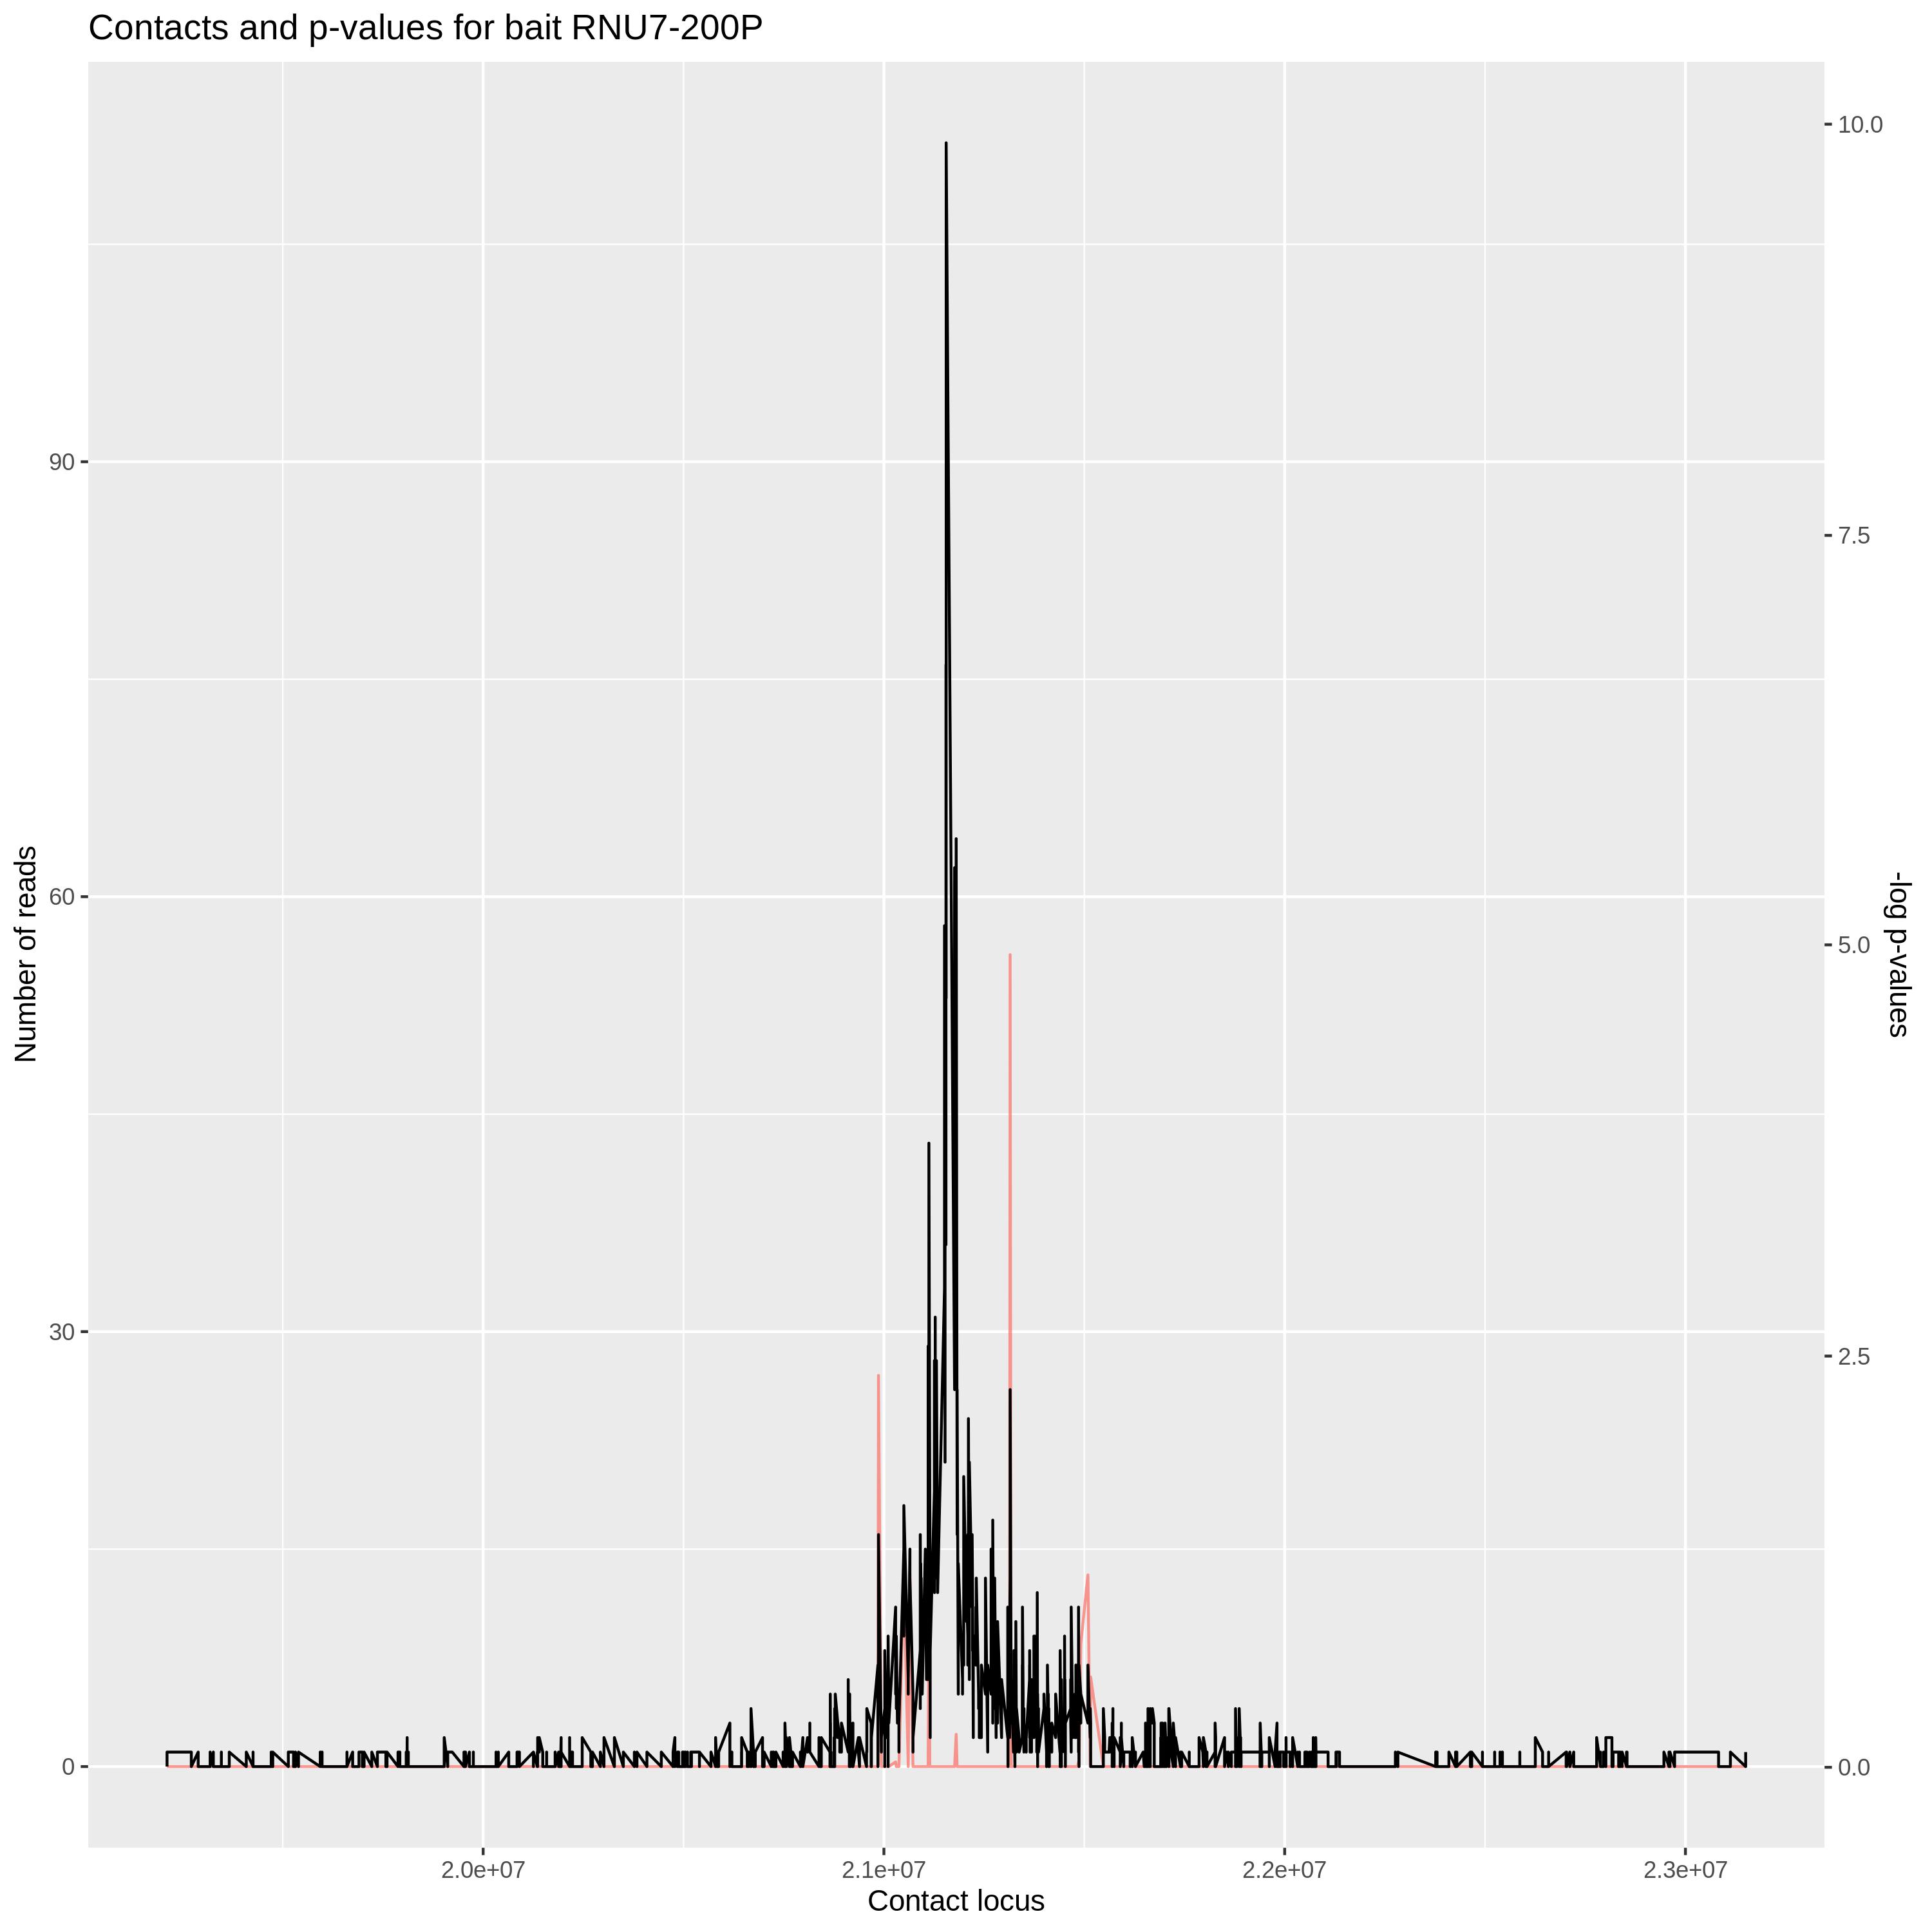 Contacts and p-values for bait RNU7-200P
Number of reads
90
60
30
0
10.0
7.5
5.0
2.5
0.0
-log p-values
2.0e+07
2.1e+07
2.2e+07
2.3e+07
Contact locus